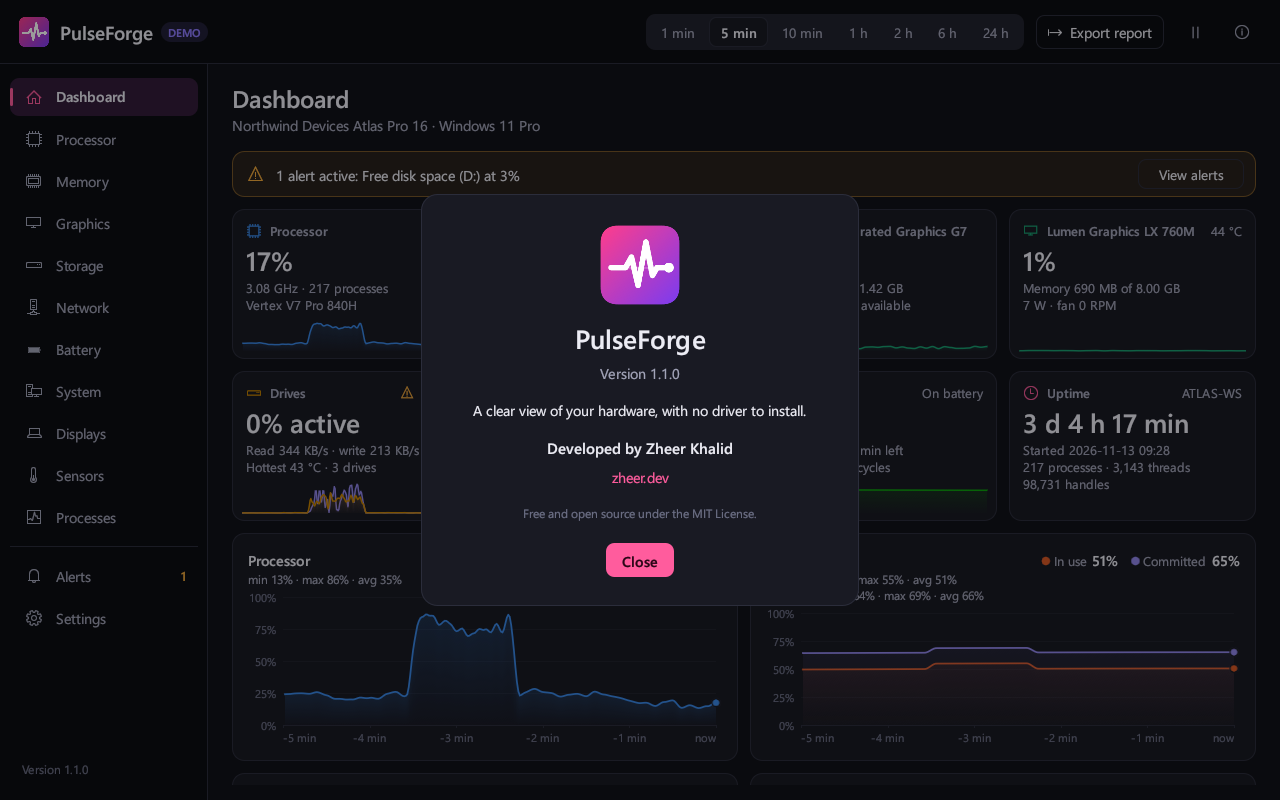 PulseForge DEMO
1 min 5 min 10 min 1 h 2 h 6 h 24 h
Export report
Dashboard
Processor
Memory
Graphics
Storage
Network
Battery
System
Displays
Sensors
Processes
Alerts 1
Settings
Version 1.1.0
Dashboard
Northwind Devices Atlas Pro 16 · Windows 11 Pro
1 alert active: Free disk space (D:) at 3%
View alerts
Processor
17%
3.08 GHz · 217 processes
Vertex V7 Pro 840H
Graphics G7
1.42 GB
available
Lumen Graphics LX 760M 44 °C
1%
Memory 690 MB of 8.00 GB
7 W · fan 0 RPM
Drives
0% active
Read 344 KB/s · write 213 KB/s
Hottest 43 °C · 3 drives
On battery
min left
cycles
Uptime ATLAS-WS
3 d 4 h 17 min
Started 2026-11-13 09:28
217 processes · 3,143 threads
98,731 handles
PulseForge
Version 1.1.0
A clear view of your hardware, with no driver to install.
Developed by Zheer Khalid
zheer.dev
Free and open source under the MIT License.
Close
Processor
min 13% · max 86% · avg 35%
100%
75%
50%
25%
0%
-5 min -4 min -3 min -2 min -1 min now
In use 51% Committed 65%
max 55% · avg 51%
· max 69% · avg 66%
100%
75%
50%
25%
0%
-5 min -4 min -3 min -2 min -1 min now